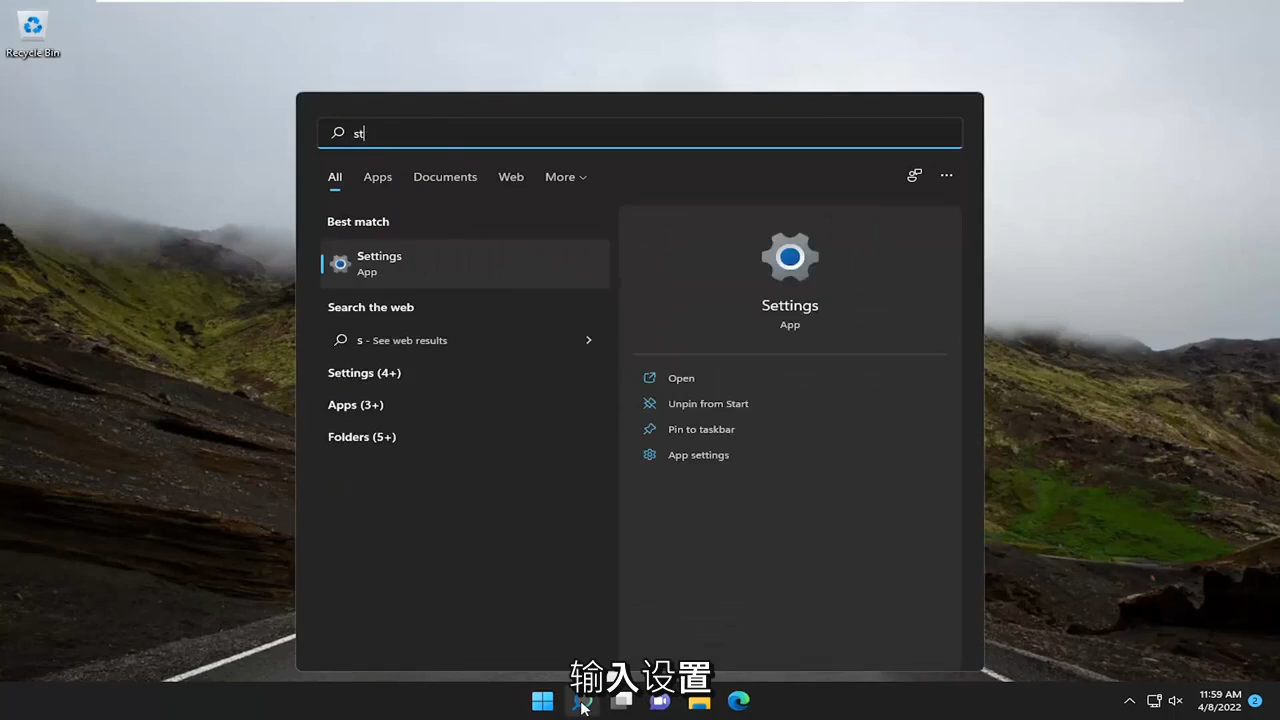 Recycle Bin
st
All Apps Documents Web More
Best match
Settings
App
Search the web
s - See web results
Settings (4+)
Apps (3+)
Folders (5+)
Settings
App
Open
Unpin from Start
Pin to taskbar
App settings
输入设置
11:59 AM
4/8/2022
2